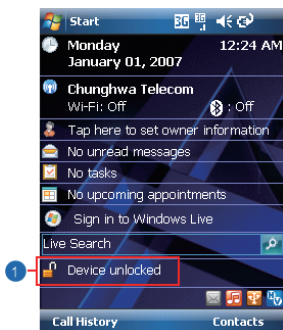 Start 3G
Monday 12:24 AM
January 01, 2007
Chunghwa Telecom
Wi-Fi: Off : Off
Tap here to set owner information
No unread messages
No tasks
No upcoming appointments
Sign in to Windows Live
Live Search
1 Device unlocked
Call History Contacts